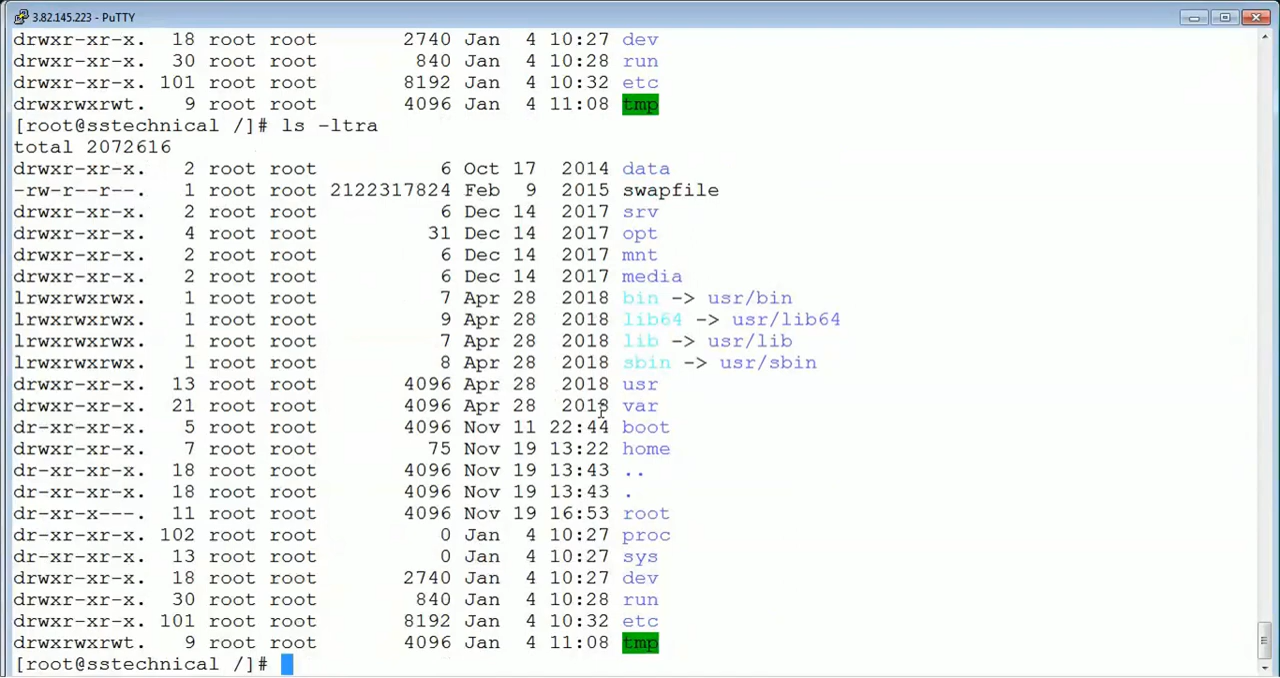 3.82.145.223 - PuTTY
drwxr-xr-x. 18 root root 2740 Jan 4 10:27 dev
drwxr-xr-x. 30 root root 840 Jan 4 10:28 run
drwxr-xr-x. 101 root root 8192 Jan 4 10:32 etc
drwxrwxrwt. 9 root root 4096 Jan 4 11:08 tmp
[root@sstechnical /]# ls -ltra
total 2072616
drwxr-xr-x. 2 root root 6 Oct 17 2014 data
-rw-r--r--. 1 root root 2122317824 Feb 9 2015 swapfile
drwxr-xr-x. 2 root root 6 Dec 14 2017 srv
drwxr-xr-x. 4 root root 31 Dec 14 2017 opt
drwxr-xr-x. 2 root root 6 Dec 14 2017 mnt
drwxr-xr-x. 2 root root 6 Dec 14 2017 media
lrwxrwxrwx. 1 root root 7 Apr 28 2018 bin -> usr/bin
lrwxrwxrwx. 1 root root 9 Apr 28 2018 lib64 -> usr/lib64
lrwxrwxrwx. 1 root root 7 Apr 28 2018 lib -> usr/lib
lrwxrwxrwx. 1 root root 8 Apr 28 2018 sbin -> usr/sbin
drwxr-xr-x. 13 root root 4096 Apr 28 2018 usr
drwxr-xr-x. 21 root root 4096 Apr 28 2018 var
dr-xr-xr-x. 5 root root 4096 Nov 11 22:44 boot
drwxr-xr-x. 7 root root 75 Nov 19 13:22 home
dr-xr-xr-x. 18 root root 4096 Nov 19 13:43 ..
dr-xr-xr-x. 18 root root 4096 Nov 19 13:43 .
dr-xr-x---. 11 root root 4096 Nov 19 16:53 root
dr-xr-xr-x. 102 root root 0 Jan 4 10:27 proc
dr-xr-xr-x. 13 root root 0 Jan 4 10:27 sys
drwxr-xr-x. 18 root root 2740 Jan 4 10:27 dev
drwxr-xr-x. 30 root root 840 Jan 4 10:28 run
drwxr-xr-x. 101 root root 8192 Jan 4 10:32 etc
drwxrwxrwt. 9 root root 4096 Jan 4 11:08 tmp
[root@sstechnical /]#